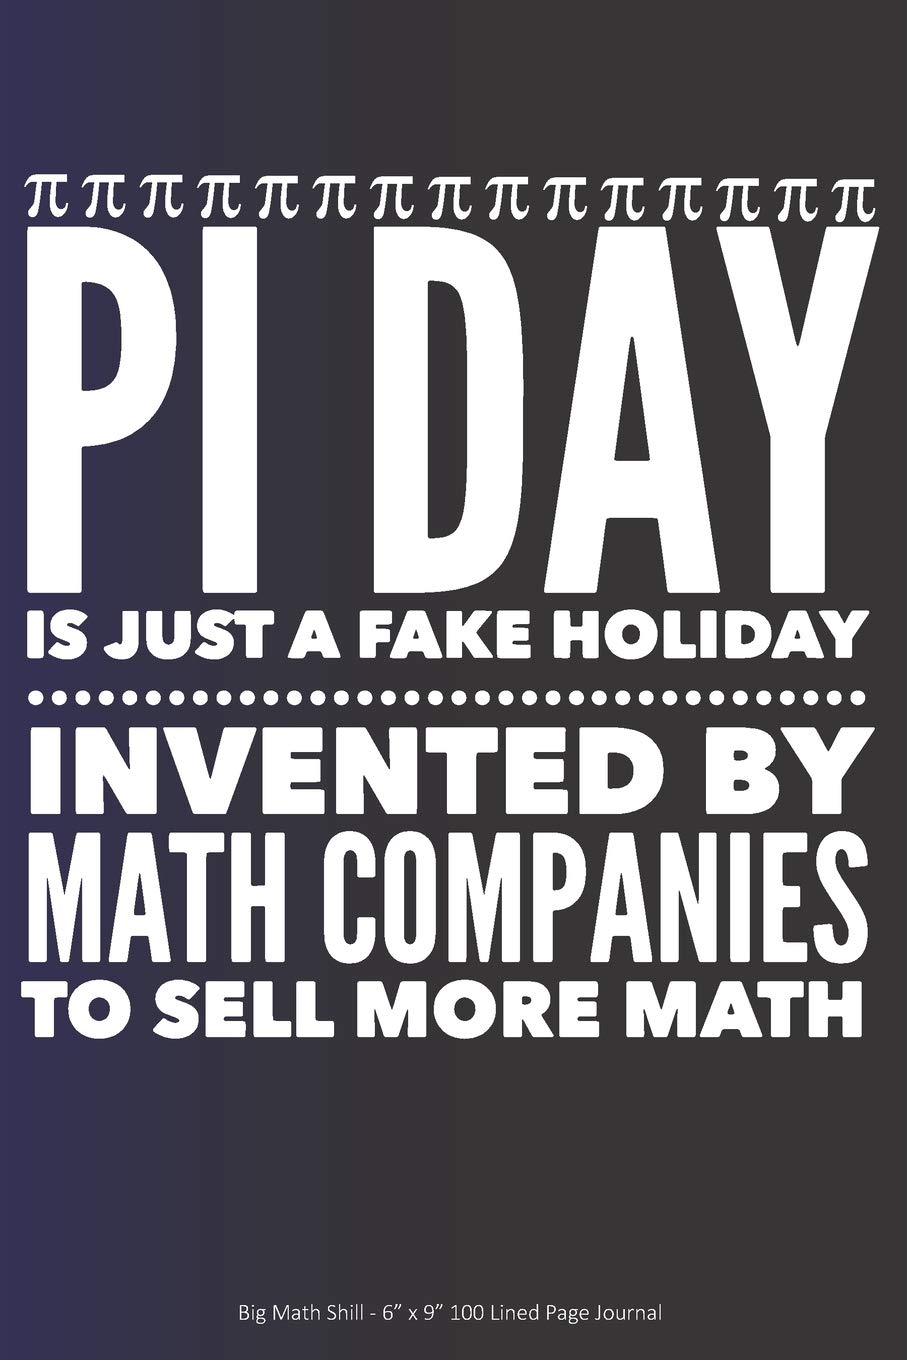 π π π π π π π π π π π π π π π
PI DAY
IS JUST A FAKE HOLIDAY
INVENTED BY
MATH COMPANIES
TO SELL MORE MATH
Big Math Shill - 6” x 9” 100 Lined Page Journal